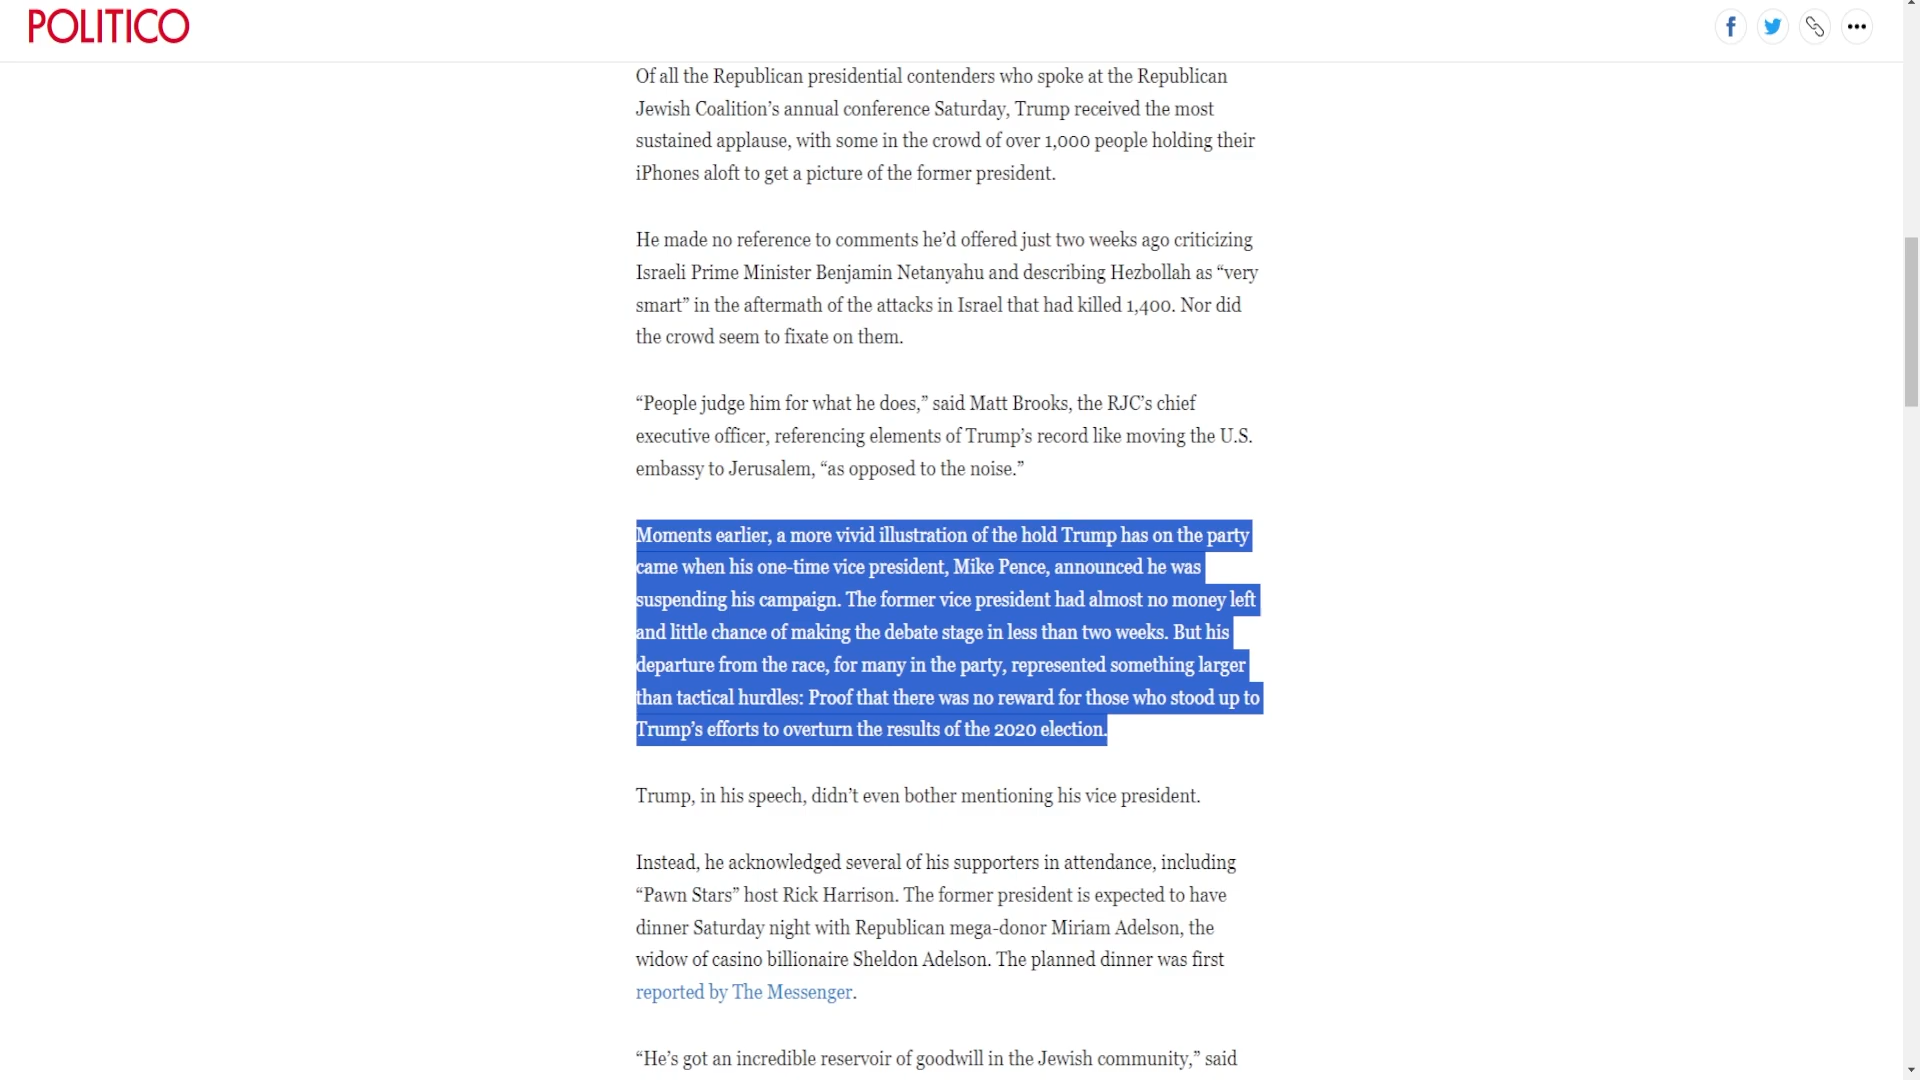 POLITICO
Of all the Republican presidential contenders who spoke at the Republican
Jewish Coalition’s annual conference Saturday, Trump received the most
sustained applause, with some in the crowd of over 1,000 people holding their
iPhones aloft to get a picture of the former president.
He made no reference to comments he’d offered just two weeks ago criticizing
Israeli Prime Minister Benjamin Netanyahu and describing Hezbollah as “very
smart” in the aftermath of the attacks in Israel that had killed 1,400. Nor did
the crowd seem to fixate on them.
“People judge him for what he does,” said Matt Brooks, the RJC’s chief
executive officer, referencing elements of Trump’s record like moving the U.S.
embassy to Jerusalem, “as opposed to the noise.”
Moments earlier, a more vivid illustration of the hold Trump has on the party
came when his one-time vice president, Mike Pence, announced he was
suspending his campaign. The former vice president had almost no money left
and little chance of making the debate stage in less than two weeks. But his
departure from the race, for many in the party, represented something larger
than tactical hurdles: Proof that there was no reward for those who stood up to
Trump’s efforts to overturn the results of the 2020 election.
Trump, in his speech, didn’t even bother mentioning his vice president.
Instead, he acknowledged several of his supporters in attendance, including
“Pawn Stars” host Rick Harrison. The former president is expected to have
dinner Saturday night with Republican mega-donor Miriam Adelson, the
widow of casino billionaire Sheldon Adelson. The planned dinner was first
reported by The Messenger.
“He’s got an incredible reservoir of goodwill in the Jewish community,” said